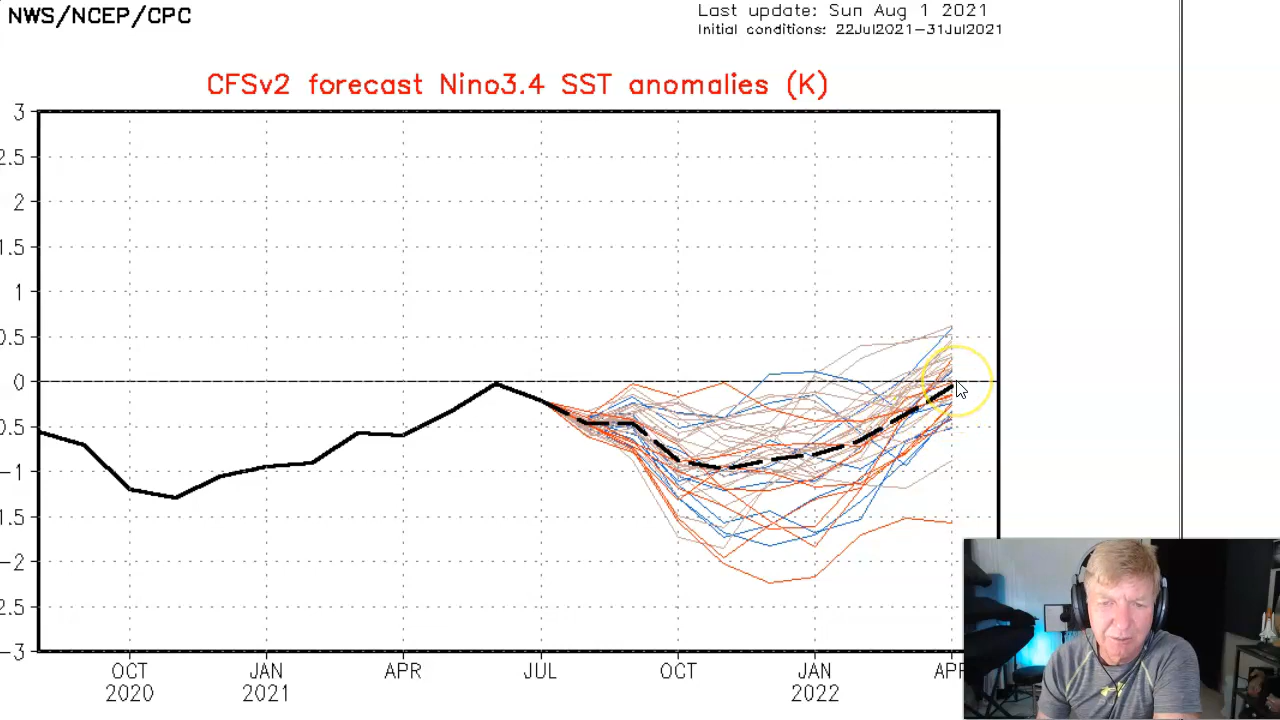 NWS/NCEP/CPC
Last update: Sun Aug 1 2021
Initial conditions: 22Jul2021-31Jul2021
CFSv2 forecast Nino3.4 SST anomalies (K)
3
2.5
2
1.5
1
0.5
0
0.5
-1
1.5
-2
2.5
-3
OCT
2020
JAN
2021
APR
JUL
OCT
JAN
2022
APR